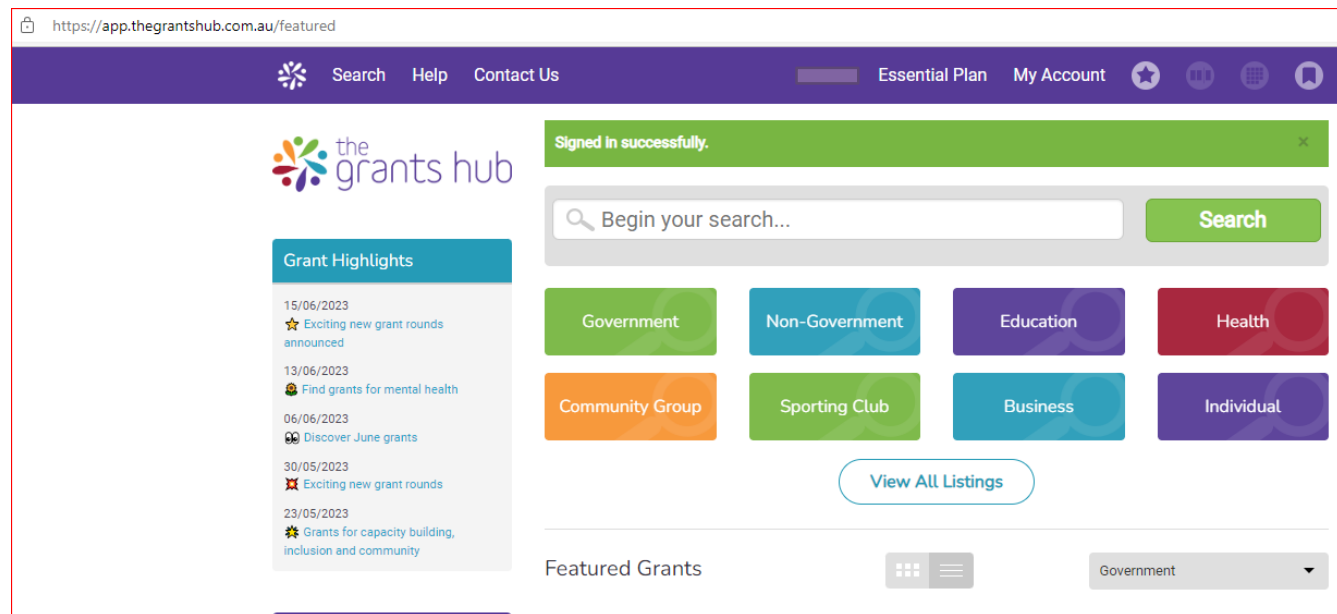 https://app.thegrantshub.com.au/featured
Search Help Contact Us Essential Plan My Account
the
grants hub
Signed in successfully. ×
Begin your search... Search
Grant Highlights
15/06/2023
Exciting new grant rounds
announced
13/06/2023
Find grants for mental health
06/06/2023
Discover June grants
30/05/2023
Exciting new grant rounds
23/05/2023
Grants for capacity building,
inclusion and community
Government Non-Government Education Health
Community Group Sporting Club Business Individual
View All Listings
Featured Grants Government